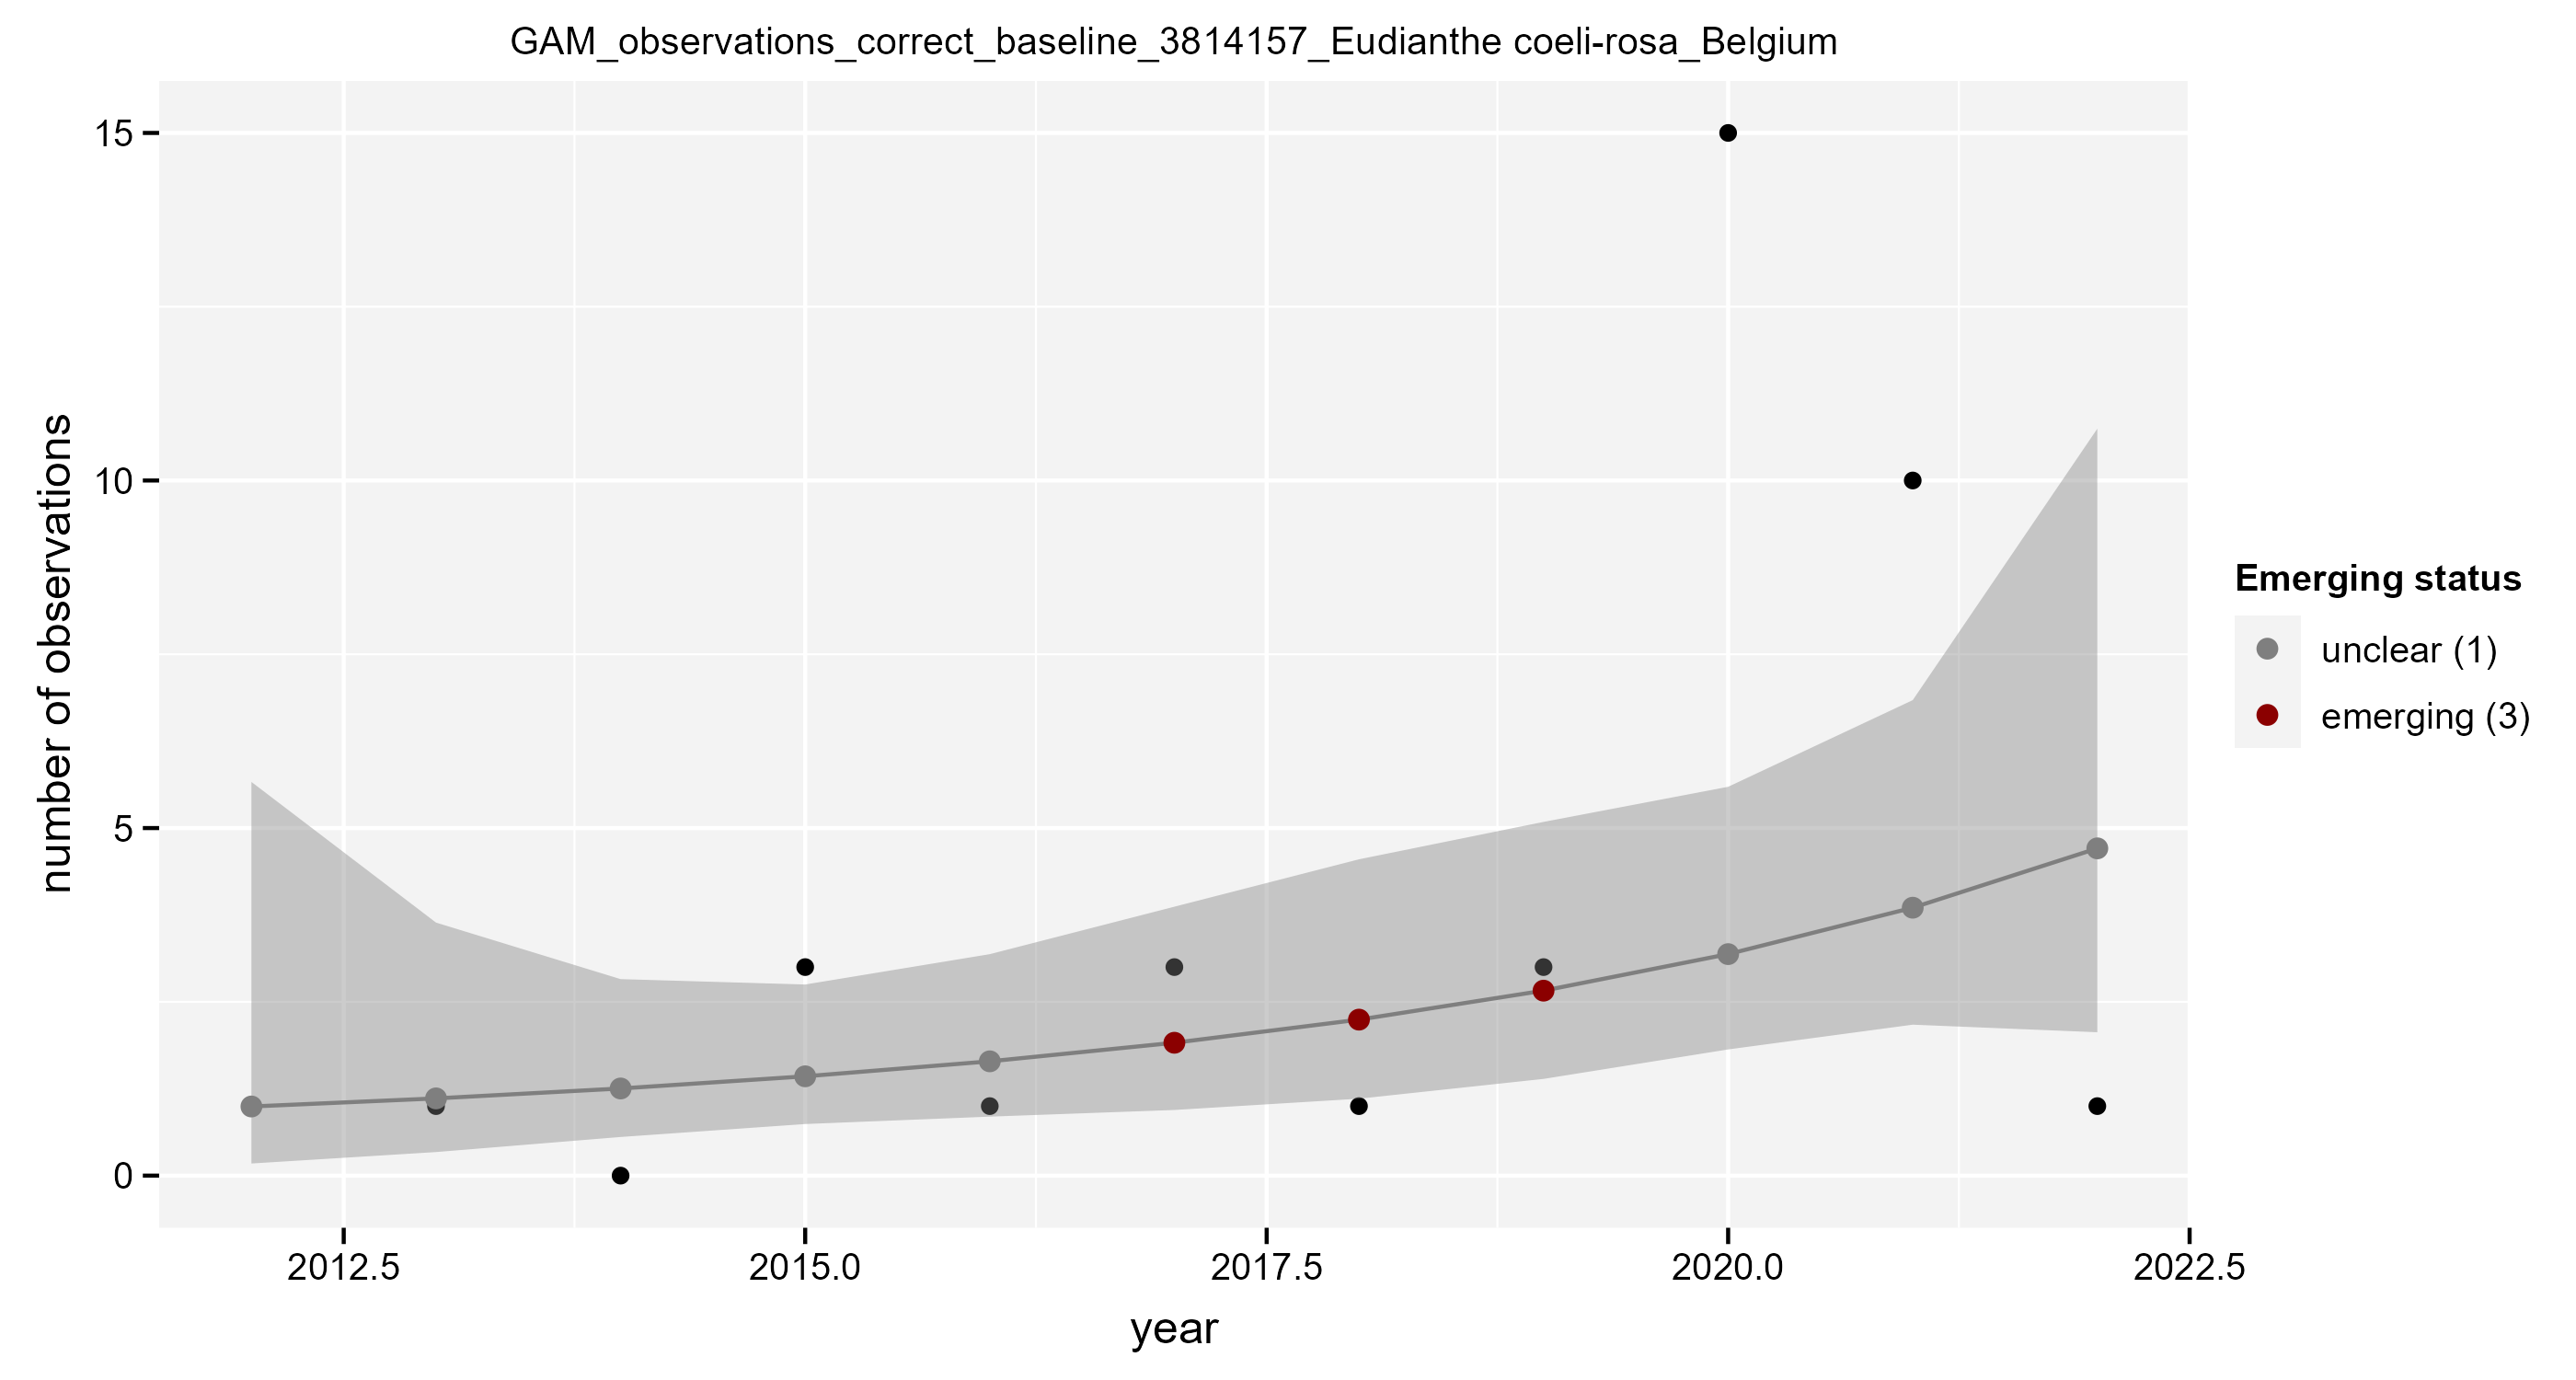 GAM_observations_correct_baseline_3814157_Eudianthe coeli-rosa_Belgium
number of observations
15
10
5
0
2012.5 2015.0 2017.5 2020.0 2022.5
year
Emerging status
unclear (1)
emerging (3)